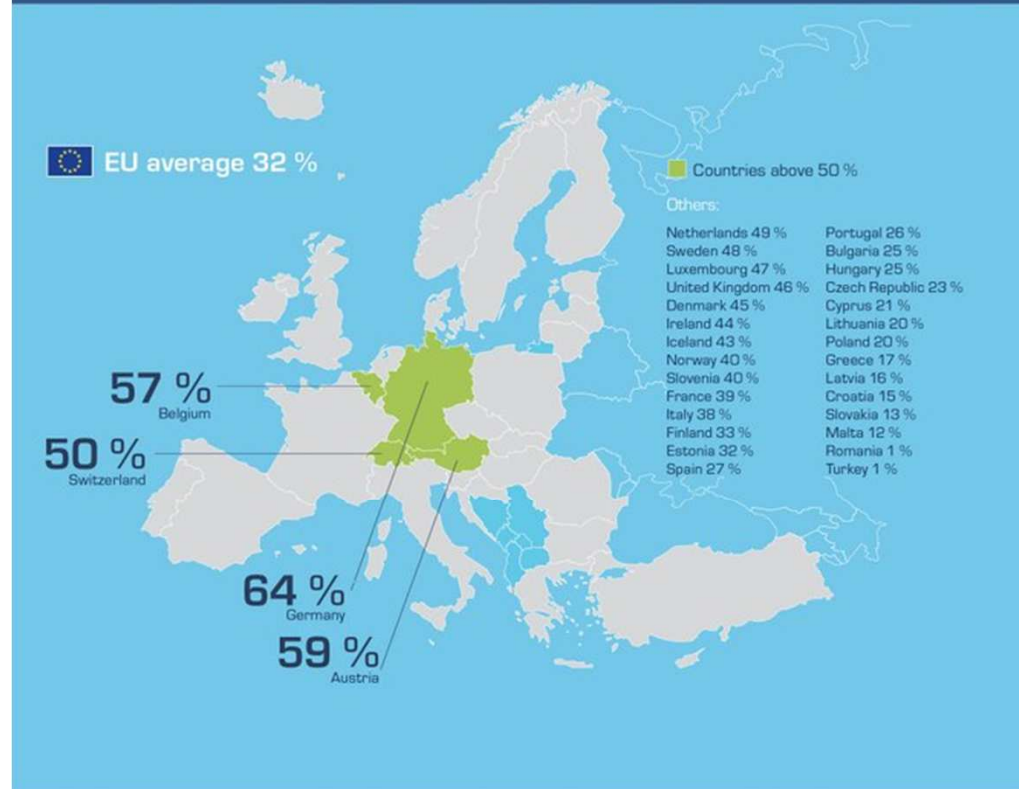 EU average 32 %
Countries above 50 %
Others:
Netherlands 49 %
Sweden 48 %
Luxembourg 47 %
United Kingdom 46 %
Denmark 45 %
Ireland 44 %
Iceland 43 %
Norway 40 %
Slovenia 40 %
France 39 %
Italy 38 %
Finland 33 %
Estonia 32 %
Spain 27 %
Portugal 26 %
Bulgaria 25 %
Hungary 25 %
Czech Republic 23 %
Cyprus 21 %
Lithuania 20 %
Poland 20 %
Greece 17 %
Latvia 16 %
Croatia 15 %
Slovakia 13 %
Malta 12 %
Romania 1 %
Turkey 1 %
57 %
Belgium
50 %
Switzerland
64 %
Germany
59 %
Austria